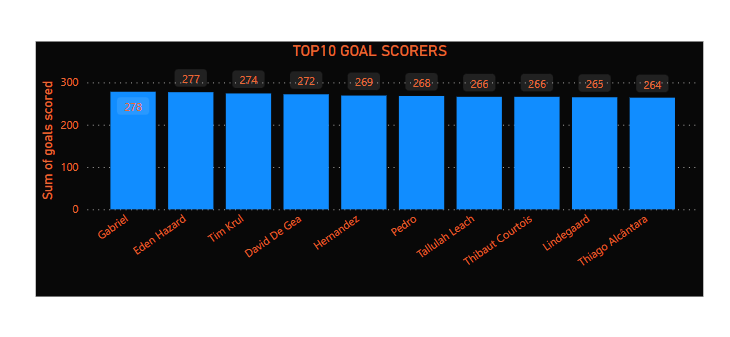 TOP10 GOAL SCORERS
Sum of goals scored
300
200
100
0
278
277
274
272
269
268
266
266
265
264
Gabriel
Eden Hazard
Tim Krul
David De Gea
Hernandez
Pedro
Tallulah Leach
Thibaut Courtois
Lindegaard
Thiago Alcântara